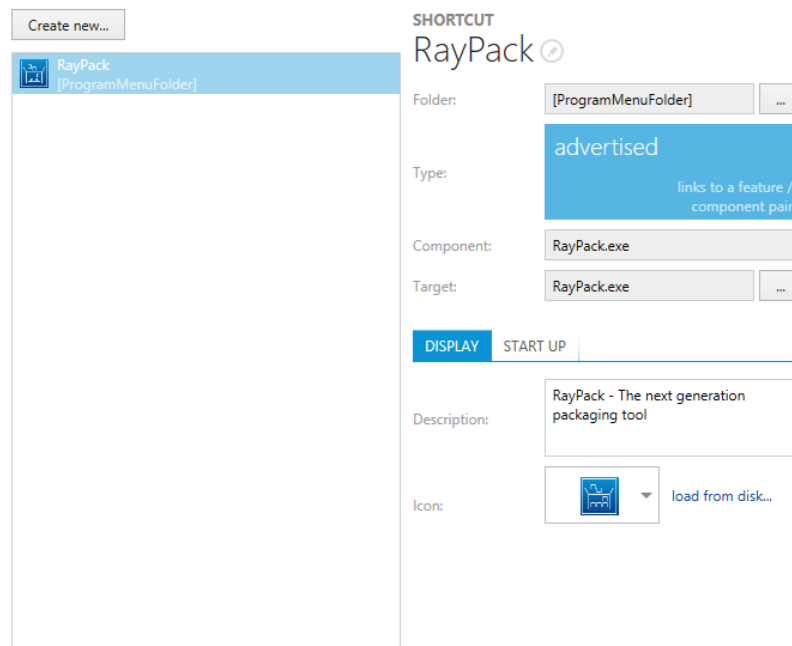 Create new...
RayPack
[ProgramMenuFolder]
SHORTCUT
RayPack
Folder:
[ProgramMenuFolder]
...
Type:
advertised
links to a feature /
component pair
Component:
RayPack.exe
Target:
RayPack.exe
...
DISPLAY
START UP
Description:
RayPack - The next generation
packaging tool
Icon:
load from disk...